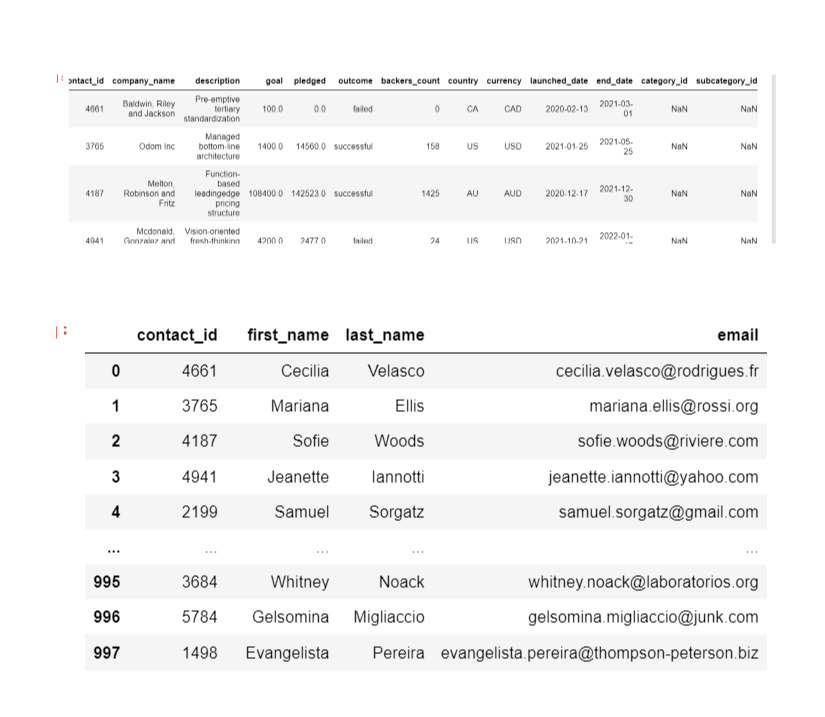 ]: ontact_id company_name description goal pledged outcome backers_count country currency launched_date end_date category_id subcategory_id
4661 Baldwin, Riley and Jackson Pre-emptive tertiary standardization 100.0 0.0 failed 0 CA CAD 2020-02-13 2021-03-01 NaN NaN
3765 Odom Inc Managed bottom-line architecture 1400.0 14560.0 successful 158 US USD 2021-01-25 2021-05-25 NaN NaN
4187 Melton, Robinson and Fritz Function-based leadingedge pricing structure 108400.0 142523.0 successful 1425 AU AUD 2020-12-17 2021-12-30 NaN NaN
4941 Mcdonald, Gonzalez and Vision-oriented fresh-thinking 4200.0 2477.0 failed 24 US USD 2021-10-21 2022-01- NaN NaN
]:
contact_id first_name last_name email
0 4661 Cecilia Velasco cecilia.velasco@rodrigues.fr
1 3765 Mariana Ellis mariana.ellis@rossi.org
2 4187 Sofie Woods sofie.woods@riviere.com
3 4941 Jeanette Iannotti jeanette.iannotti@yahoo.com
4 2199 Samuel Sorgatz samuel.sorgatz@gmail.com
... ... ... ... ...
995 3684 Whitney Noack whitney.noack@laboratorios.org
996 5784 Gelsomina Migliaccio gelsomina.migliaccio@junk.com
997 1498 Evangelista Pereira evangelista.pereira@thompson-peterson.biz